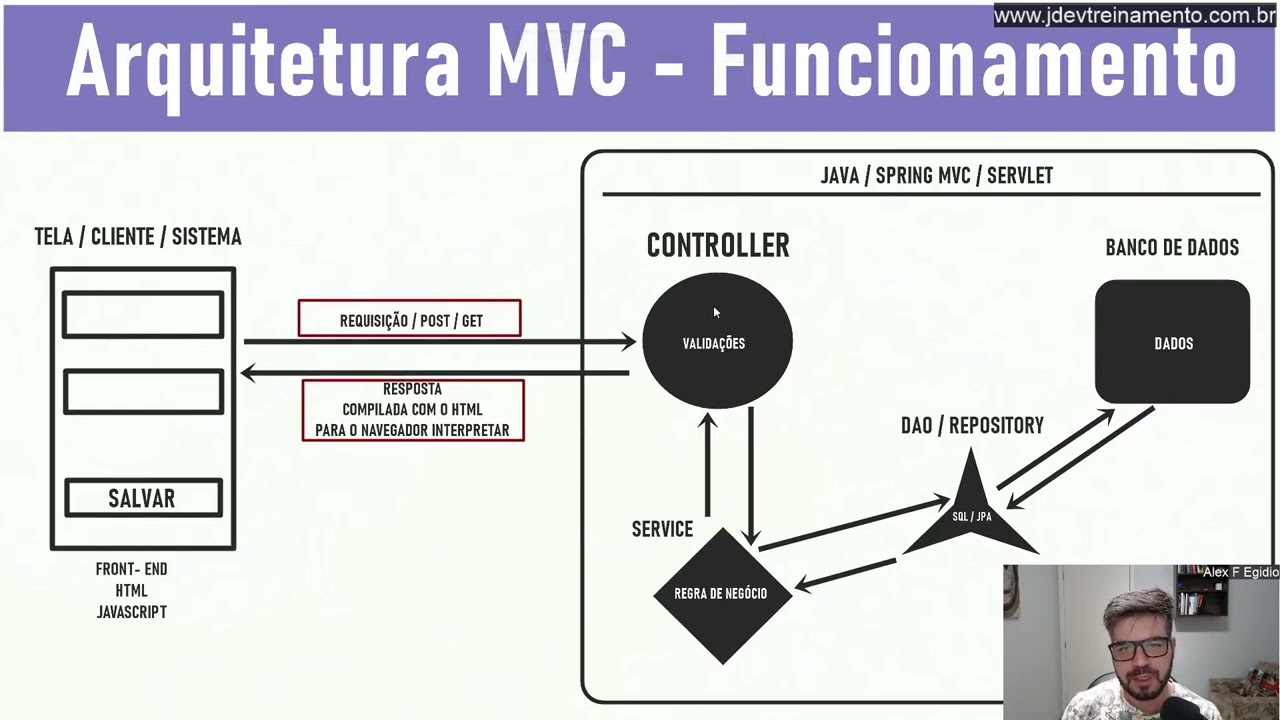 www.jdevtreinamento.com.br
Arquitetura MVC - Funcionamento
JAVA / SPRING MVC / SERVLET
TELA / CLIENTE / SISTEMA
CONTROLLER
BANCO DE DADOS
REQUISIÇÃO / POST / GET
VALIDAÇÕES
DADOS
RESPOSTA
COMPILADA COM O HTML
PARA O NAVEGADOR INTERPRETAR
DAO / REPOSITORY
SALVAR
SQL / JPA
SERVICE
REGRA DE NEGÓCIO
FRONT- END
HTML
JAVASCRIPT
Alex F Egidio